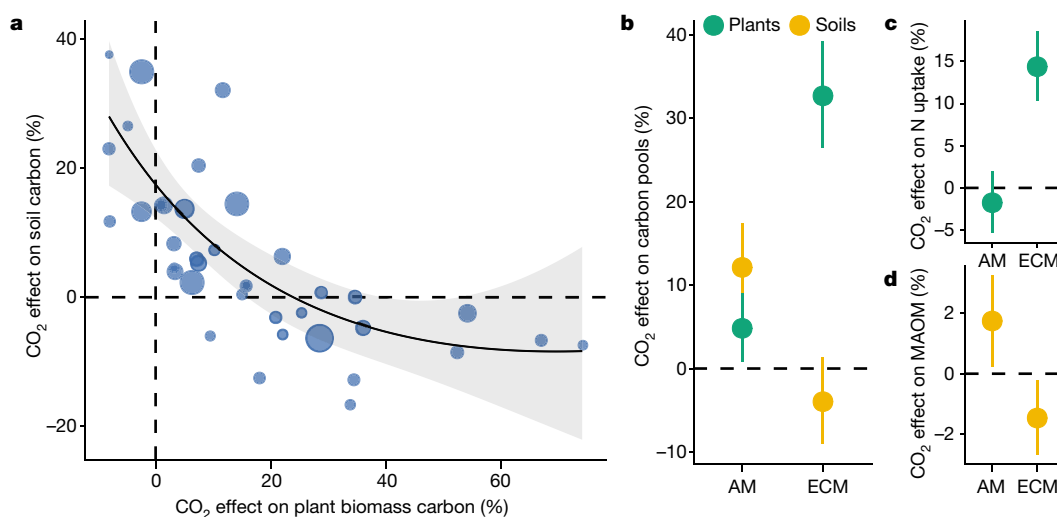 a
CO2 effect on soil carbon (%)
40
20
0
−20
0
20
40
60
CO2 effect on plant biomass carbon (%)
b
Plants
Soils
CO2 effect on carbon pools (%)
40
30
20
10
0
−10
AM
ECM
c
CO2 effect on N uptake (%)
15
10
5
0
−5
AM
ECM
d
CO2 effect on MAOM (%)
2
0
−2
AM
ECM